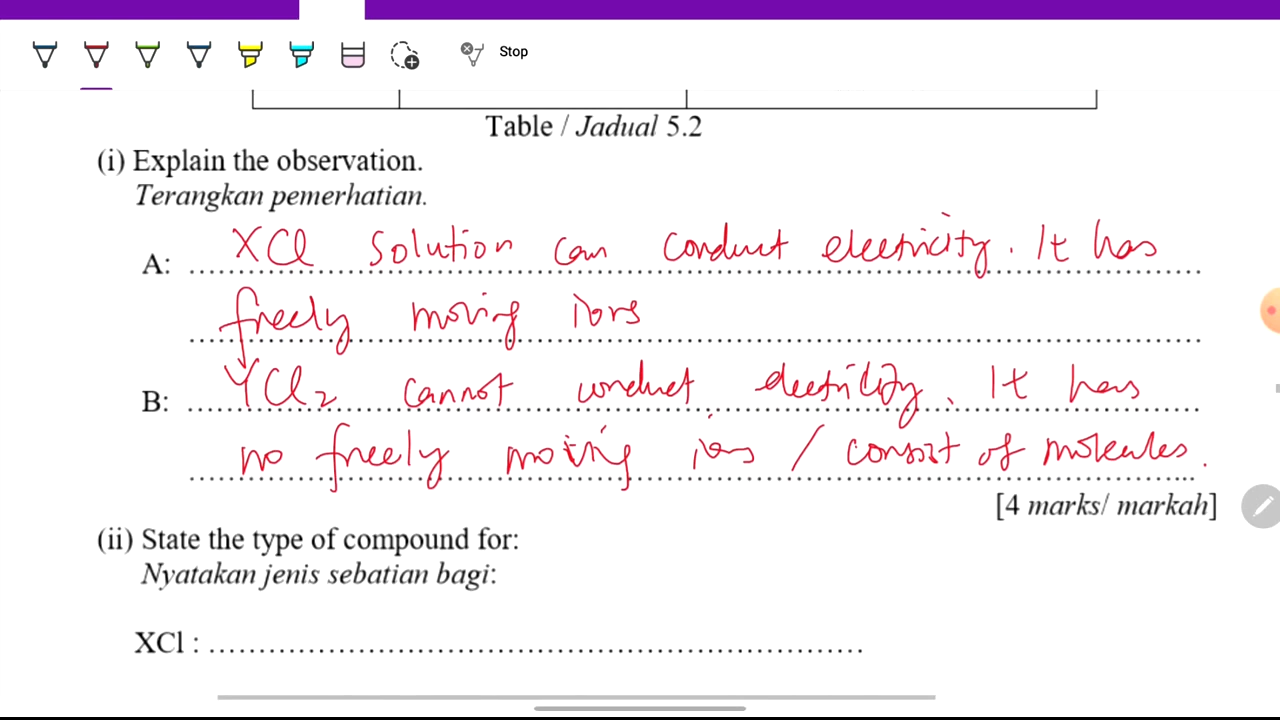 Stop
Table / Jadual 5.2
(i) Explain the observation.
Terangkan pemerhatian.
A: XCl solution can conduct electricity. It has
freely moving ions
B: YCl₂ cannot conduct electricity. It has
no freely moving ions / consist of molecules.
[4 marks/ markah]
(ii) State the type of compound for:
Nyatakan jenis sebatian bagi:
XCl : ................................................................